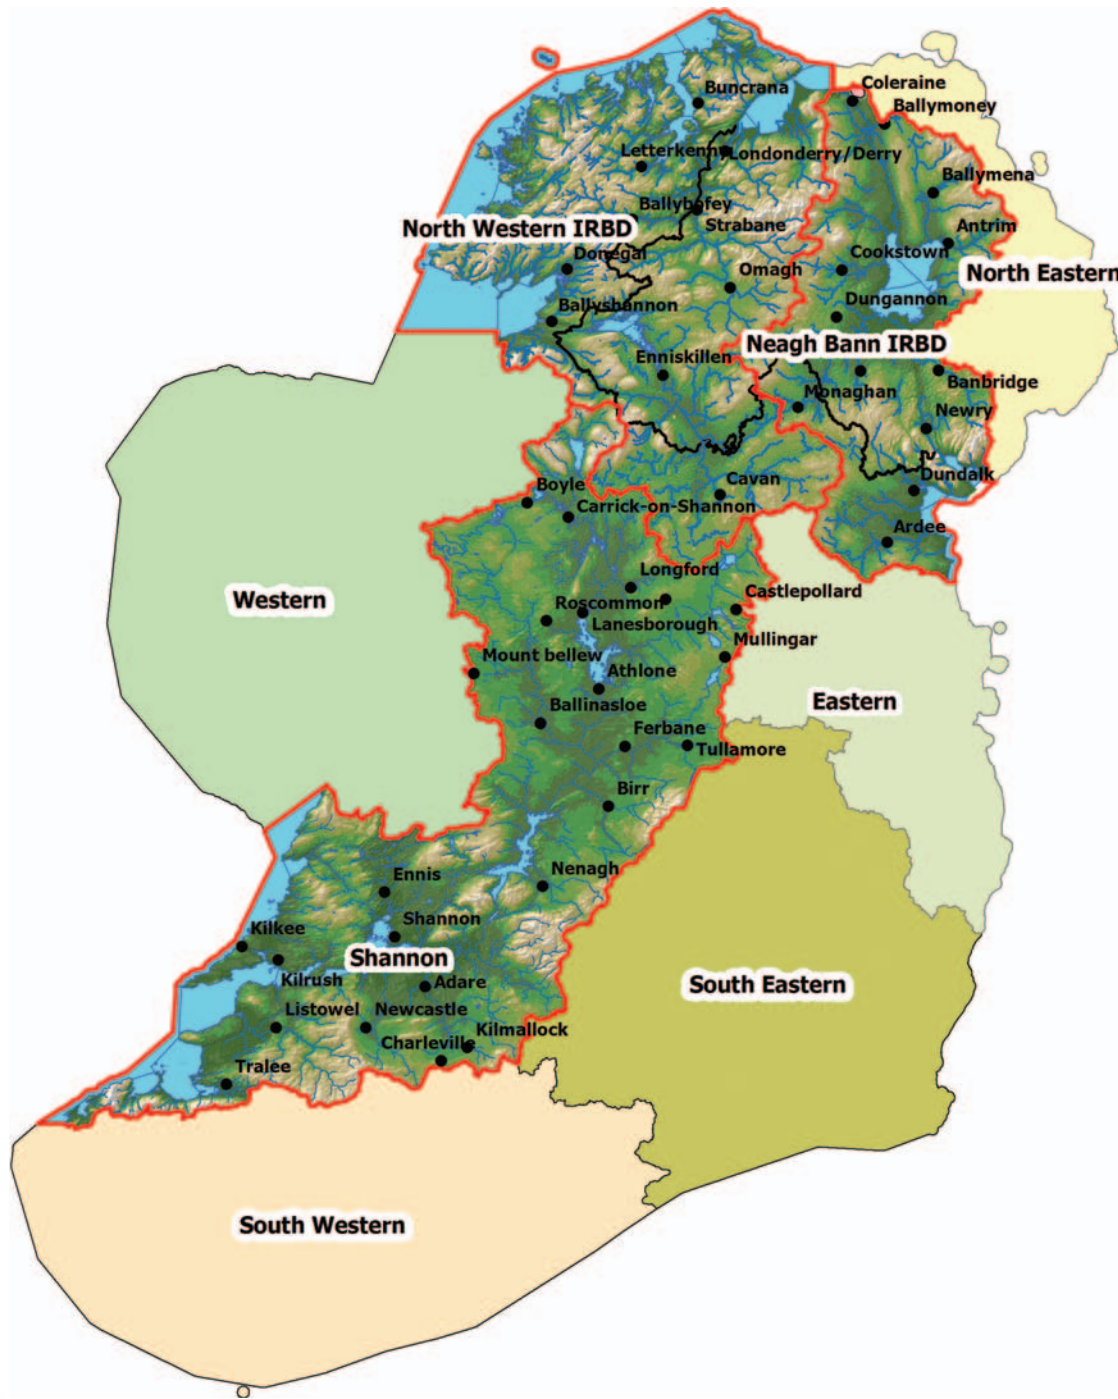 Coleraine
Buncrana
Ballymoney
Letterkenny
Londonderry/Derry
Ballymena
Ballybofey
North Western IRBD
Strabane
Antrim
Donegal
Cookstown
Omagh
North Eastern
Ballyshannon
Dungannon
Neagh Bann IRBD
Enniskillen
Banbridge
Monaghan
Newry
Dundalk
Cavan
Boyle
Carrick-on-Shannon
Ardee
Longford
Western
Roscommon
Castlepollard
Lanesborough
Mullingar
Mount bellew
Athlone
Eastern
Ballinasloe
Ferbane
Tullamore
Birr
Nenagh
Ennis
Shannon
Kilkee
Shannon
Kilrush
Adare
South Eastern
Listowel
Newcastle
Kilmallock
Charleville
Tralee
South Western